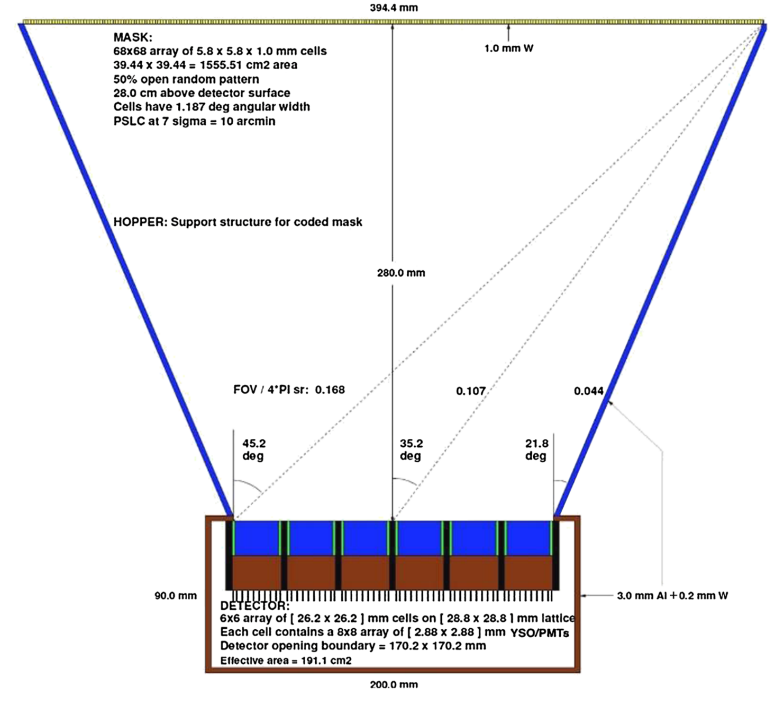 394.4 mm
MASK:
68x68 array of 5.8 x 5.8 x 1.0 mm cells
39.44 x 39.44 = 1555.51 cm2 area
50% open random pattern
28.0 cm above detector surface
Cells have 1.187 deg angular width
PSLC at 7 sigma = 10 arcmin
1.0 mm W
HOPPER: Support structure for coded mask
280.0 mm
FOV / 4*PI sr: 0.168
0.107
0.044
45.2
deg
35.2
deg
21.8
deg
90.0 mm
3.0 mm Al + 0.2 mm W
DETECTOR:
6x6 array of [ 26.2 x 26.2 ] mm cells on [ 28.8 x 28.8 ] mm lattice
Each cell contains a 8x8 array of [ 2.88 x 2.88 ] mm YSO/PMTs
Detector opening boundary = 170.2 x 170.2 mm
Effective area = 191.1 cm2
200.0 mm